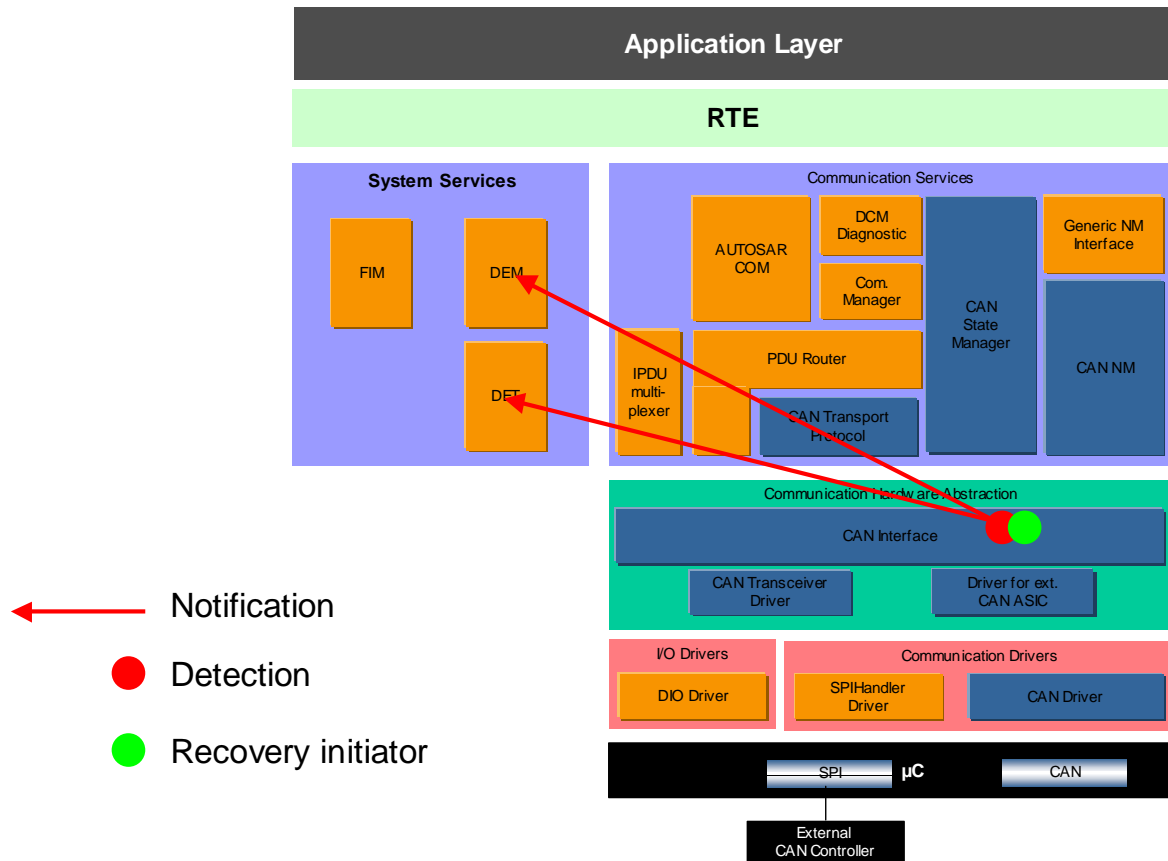 Application Layer
RTE
System Services
FIM
DEM
DET
Communication Services
AUTOSAR
COM
DCM
Diagnostic
Com.
Manager
CAN
State
Manager
Generic NM
Interface
CAN NM
IPDU
multi-
plexer
PDU Router
CAN Transport
Protocol
Communication Hardware Abstraction
CAN Interface
CAN Transceiver
Driver
Driver for ext.
CAN ASIC
I/O Drivers
DIO Driver
Communication Drivers
SPIHandler
Driver
CAN Driver
SPI
µC
CAN
External
CAN Controller
Notification
Detection
Recovery initiator